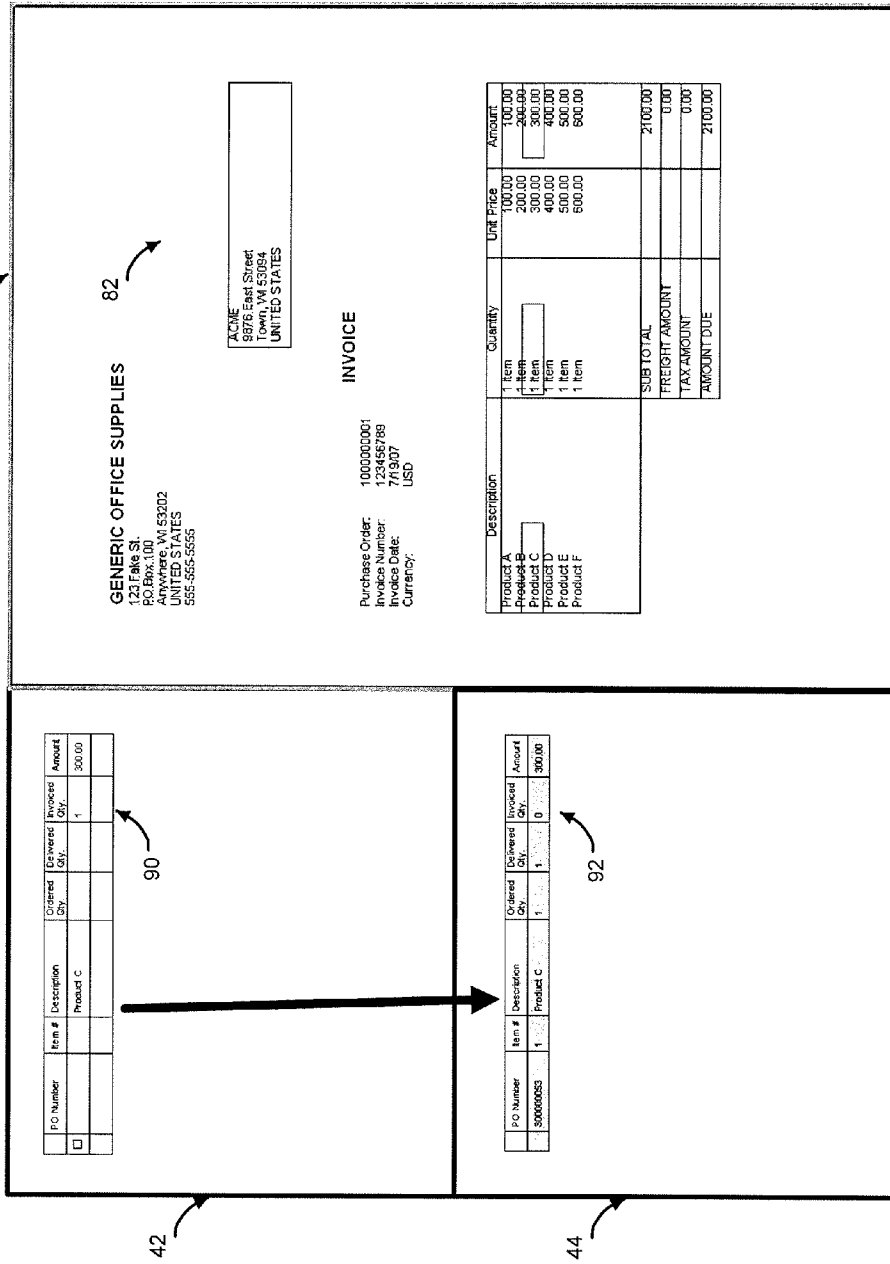 42
PO Number Item # Description Ordered Qty. Delivered Qty. Invoiced Qty. Amount
Product C 1 300.00
90
44
PO Number Item # Description Ordered Qty. Delivered Qty. Invoiced Qty. Amount
300000053 1 Product C 1 1 0 300.00
92
GENERIC OFFICE SUPPLIES
123 Fake St.
P.O.Box 100
Anywhere, WI 53202
UNITED STATES
555-555-5555
82
ACME
9876 East Street
Town, WI 53094
UNITED STATES
INVOICE
Purchase Order: 1000000001
Invoice Number: 123456789
Invoice Date: 7/19/07
Currency: USD
Description Quantity Unit Price Amount
Product A 1 Item 100.00 100.00
Product B 1 Item 200.00 200.00
Product C 1 Item 300.00 300.00
Product D 1 Item 400.00 400.00
Product E 1 Item 500.00 500.00
Product F 1 Item 600.00 600.00
SUB TOTAL 2100.00
FREIGHT AMOUNT 0.00
TAX AMOUNT 0.00
AMOUNT DUE 2100.00